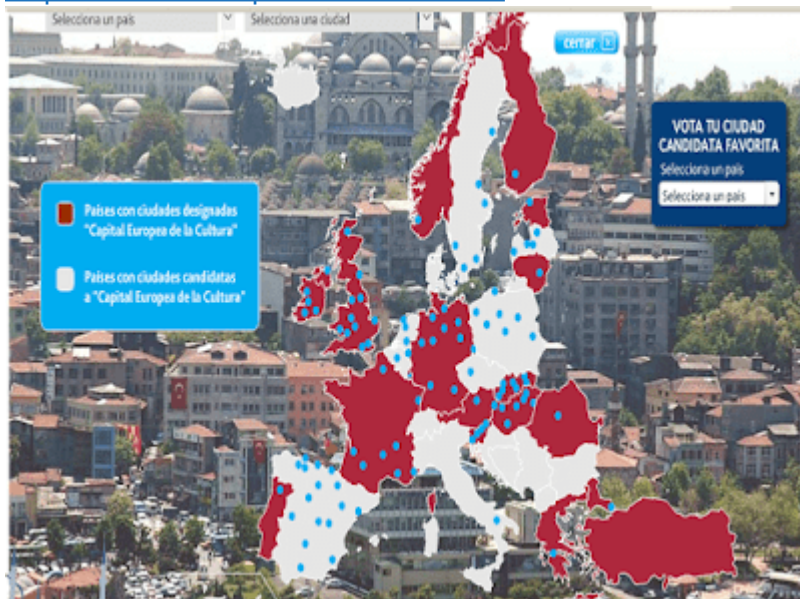 Selecciona un país
Selecciona una ciudad
cerrar
VOTA TU CIUDAD
CANDIDATA FAVORITA
Selecciona un país
Selecciona un país
Países con ciudades designadas
"Capital Europea de la Cultura"
Países con ciudades candidatas
a "Capital Europea de la Cultura"